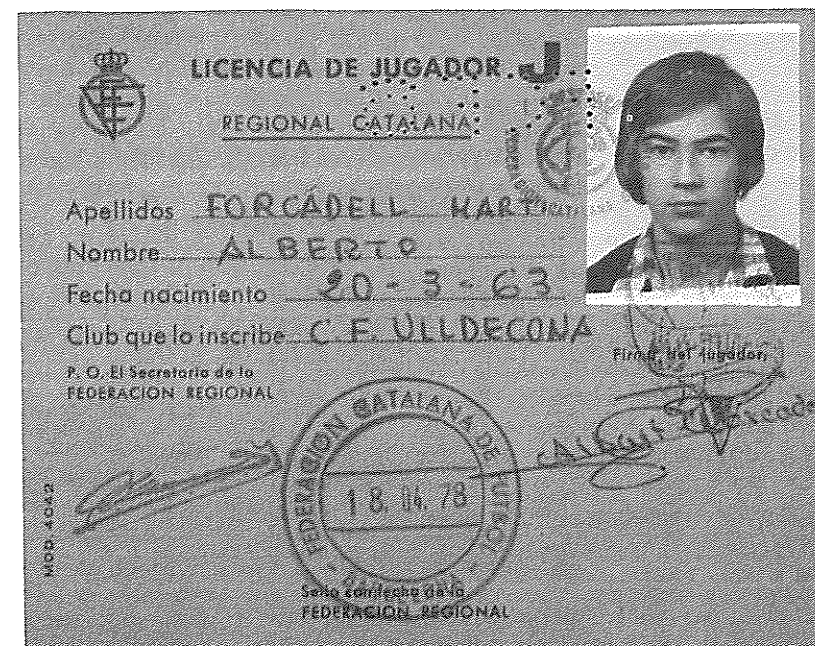 LICENCIA DE JUGADOR J
REGIONAL CATALANA
Apellidos FORCADELL MARTI
Nombre ALBERTO
Fecha nacimiento 20-3-63
Club que lo inscribe C.F. ULLDECONA
Firma del jugador,
P. O. El Secretario de la
FEDERACION REGIONAL
FEDERACION CATALANA DE FUTBOL
18. 04. 78
MOD. 4042
Sello con fecha de la
FEDERACION REGIONAL